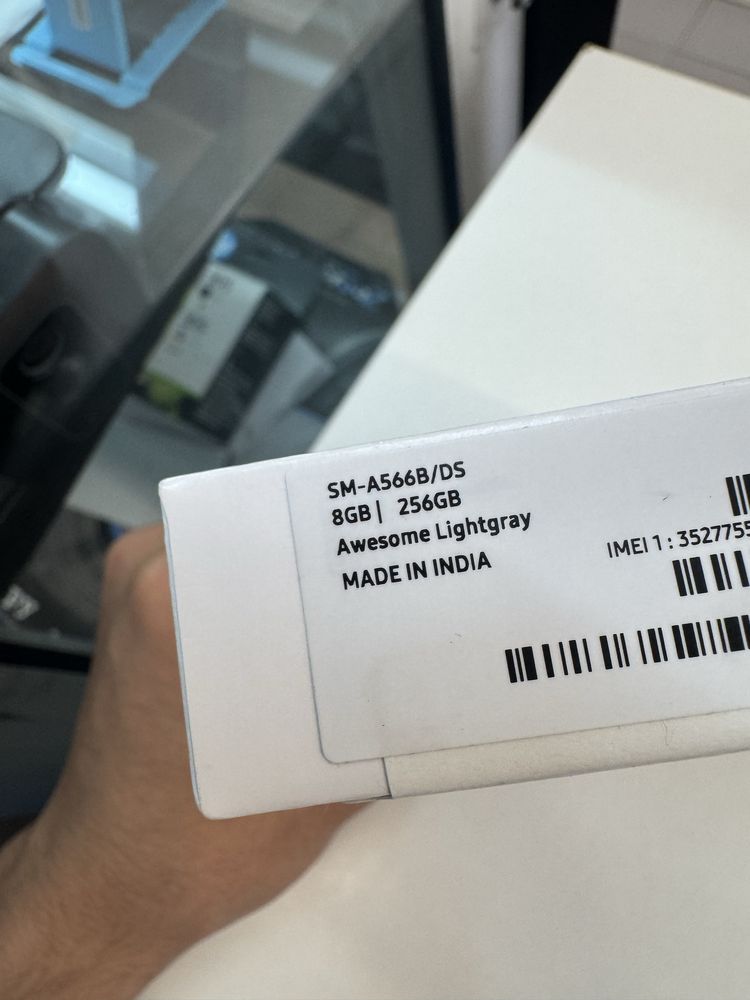 SM-A566B/DS
8GB | 256GB
Awesome Lightgray
MADE IN INDIA
IMEI 1 : 3527755